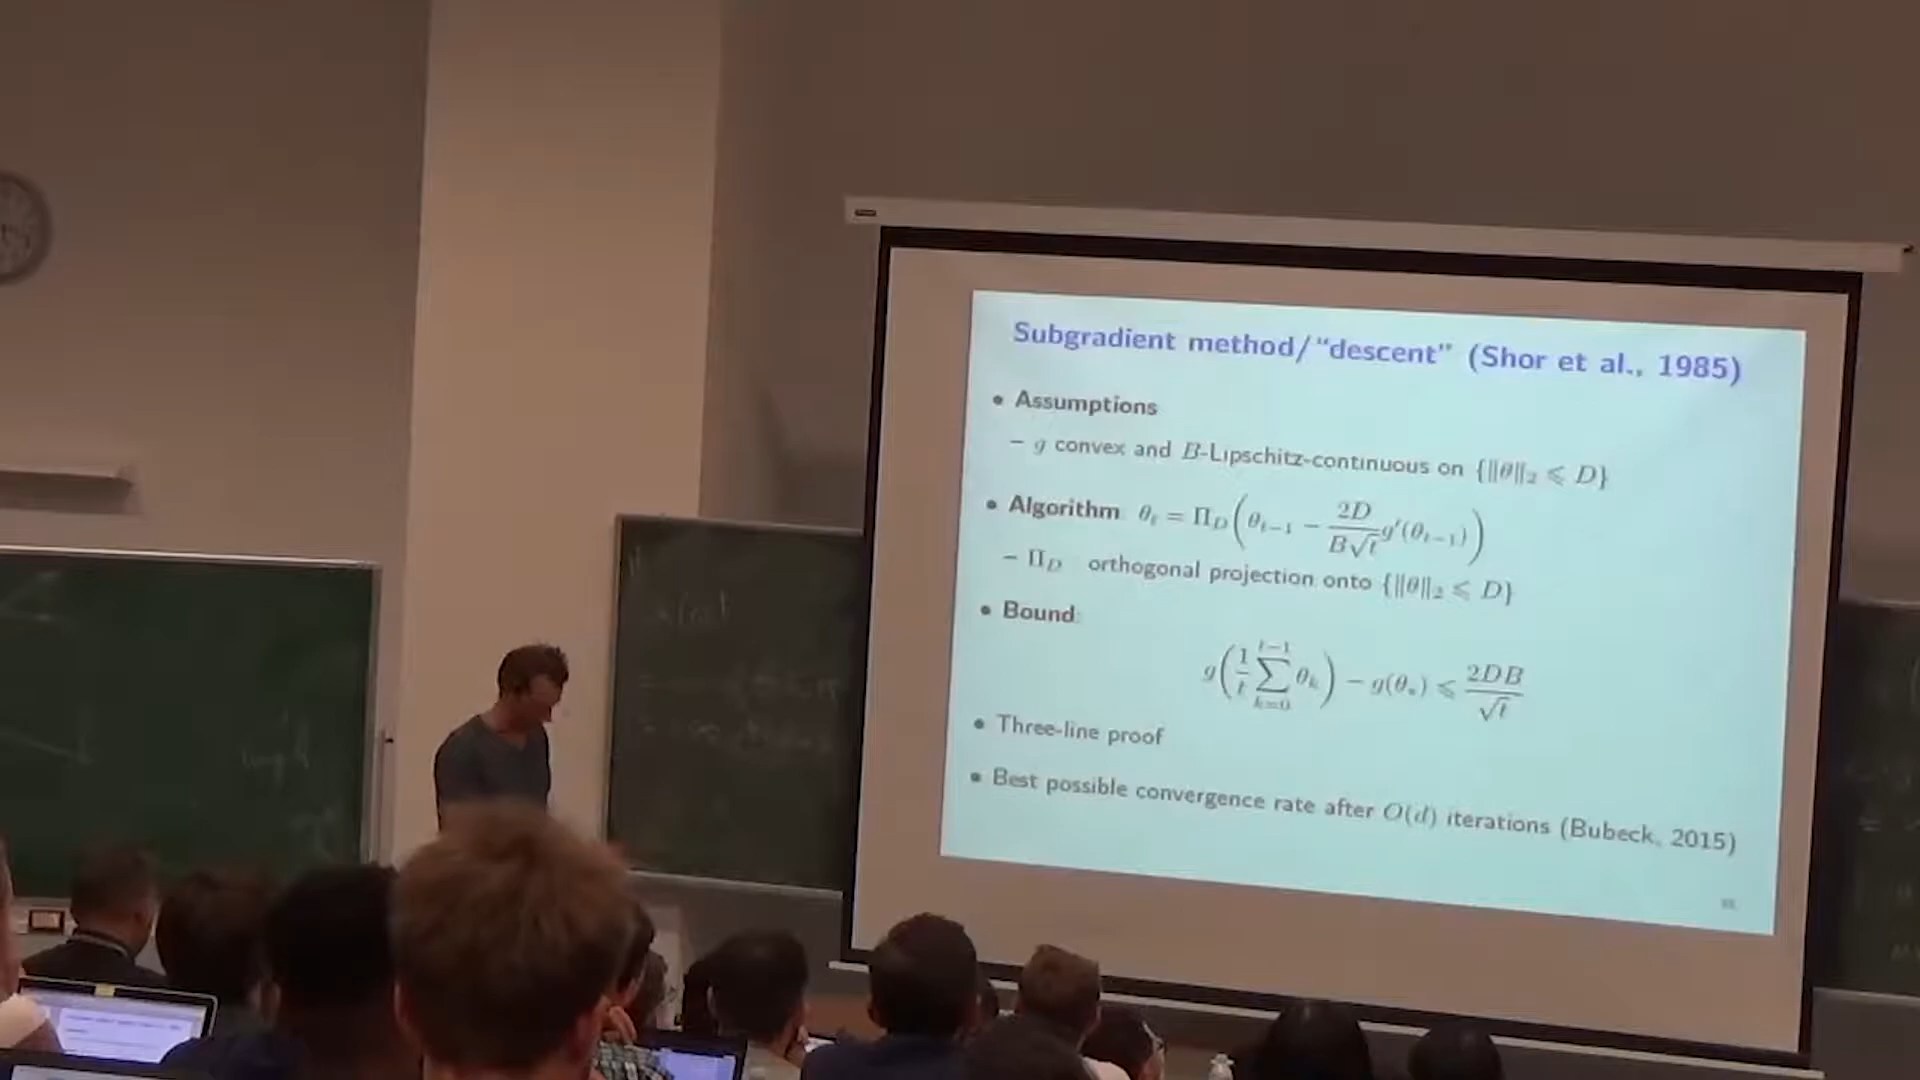 Subgradient method/“descent” (Shor et al., 1985)
• Assumptions
– g convex and B-Lipschitz-continuous on {‖θ‖₂ ⩽ D}
• Algorithm: θₜ = Π_D(θₜ₋₁ − 2D/(B√t) g′(θₜ₋₁))
– Π_D : orthogonal projection onto {‖θ‖₂ ⩽ D}
• Bound:
g(1/t ∑_{k=0}^{t−1} θₖ) − g(θ_*) ⩽ 2DB/√t
• Three-line proof
• Best possible convergence rate after O(d) iterations (Bubeck, 2015)